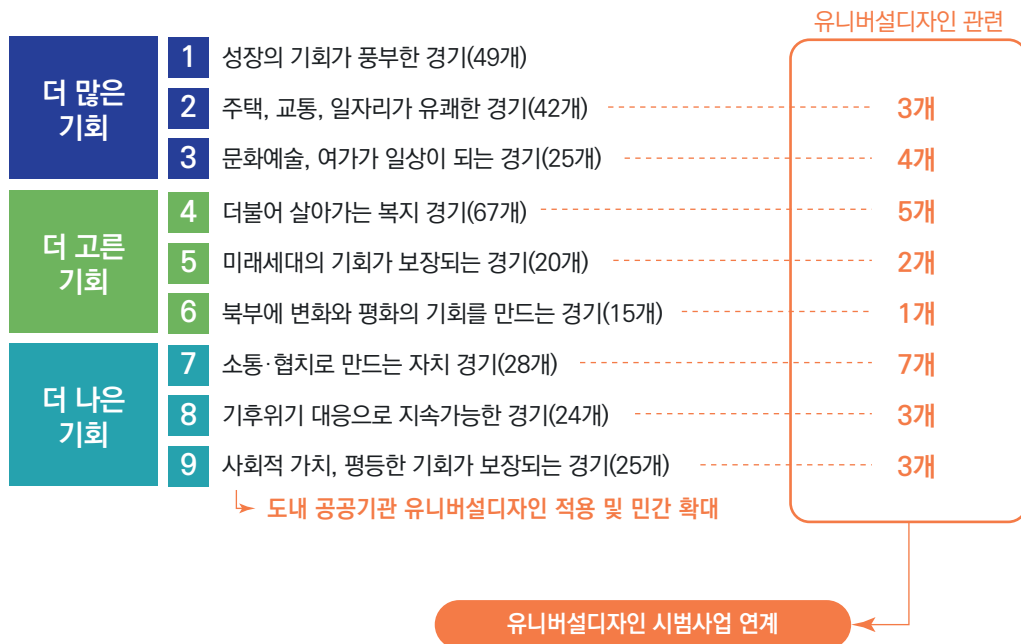 유니버설디자인 관련
더 많은
기회
1 성장의 기회가 풍부한 경기(49개)
2 주택, 교통, 일자리가 유쾌한 경기(42개) 3개
3 문화예술, 여가가 일상이 되는 경기(25개) 4개
더 고른
기회
4 더불어 살아가는 복지 경기(67개) 5개
5 미래세대의 기회가 보장되는 경기(20개) 2개
6 북부에 변화와 평화의 기회를 만드는 경기(15개) 1개
더 나은
기회
7 소통·협치로 만드는 자치 경기(28개) 7개
8 기후위기 대응으로 지속가능한 경기(24개) 3개
9 사회적 가치, 평등한 기회가 보장되는 경기(25개) 3개
도내 공공기관 유니버설디자인 적용 및 민간 확대
유니버설디자인 시범사업 연계